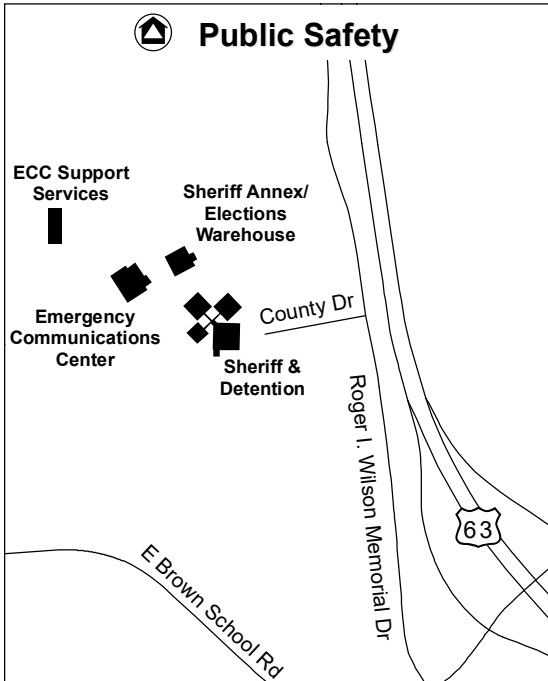 Public Safety
ECC Support
Services
Sheriff Annex/
Elections
Warehouse
Emergency
Communications
Center
County Dr
Sheriff &
Detention
Roger I. Wilson Memorial Dr
63
E Brown School Rd